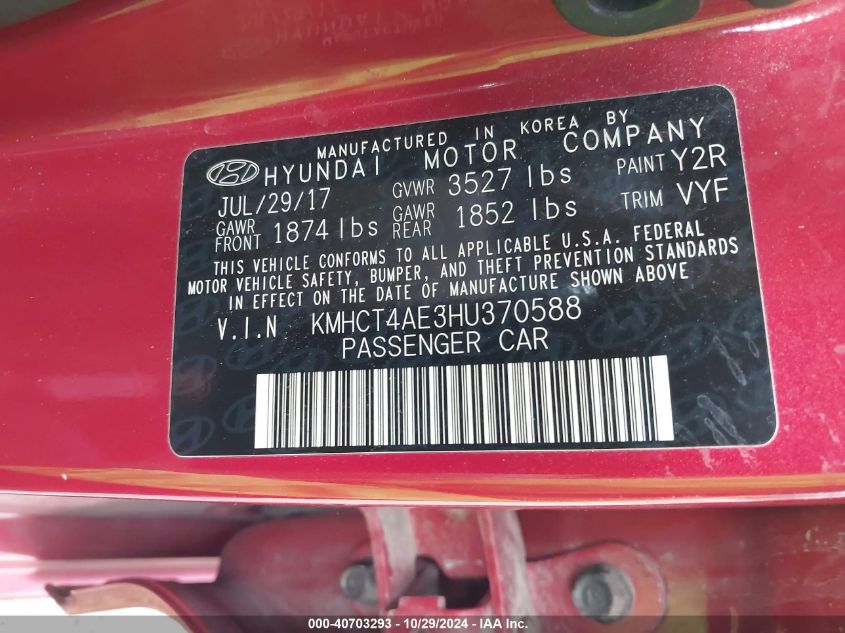 MANUFACTURED IN KOREA BY
HYUNDAI MOTOR COMPANY
JUL/29/17 GVWR 3527 lbs PAINT Y2R
GAWR FRONT 1874 lbs GAWR REAR 1852 lbs TRIM VYF
THIS VEHICLE CONFORMS TO ALL APPLICABLE U.S.A. FEDERAL
MOTOR VEHICLE SAFETY, BUMPER, AND THEFT PREVENTION STANDARDS
IN EFFECT ON THE DATE OF MANUFACTURE SHOWN ABOVE
V.I.N KMHCT4AE3HU370588
PASSENGER CAR
000-40703293 - 10/29/2024 - IAA Inc.